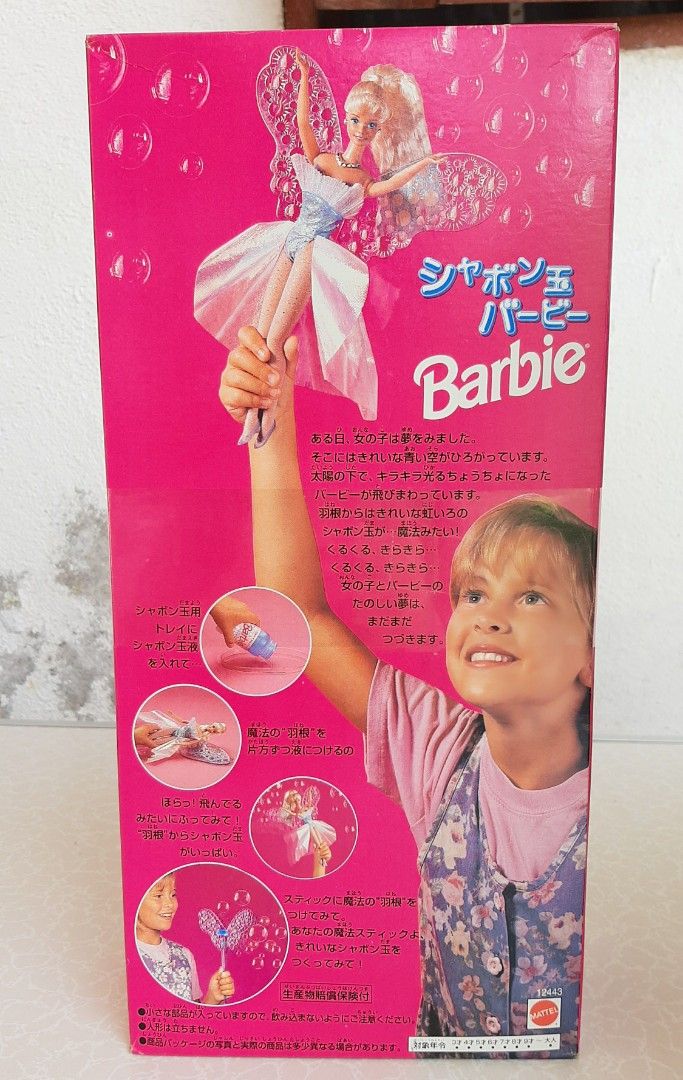 シャボン玉
バービー
Barbie
ある日、女の子は夢をみました。
そこにはきれいな青い空がひろがっています。
太陽の下で、キラキラ光るちょうちょになった
バービーが飛びまわっています。
羽根からはきれいな虹いろの
シャボン玉が…魔法みたい!
くるくる、きらきら…
くるくる、きらきら…
女の子とバービーの
たのしい夢は、
まだまだ
つづきます。
シャボン玉用
トレイに
シャボン玉液
を入れて…
魔法の"羽根"を
片方ずつ液につけるの
ほらっ!飛んでる
みたいにふってみて!
"羽根"からシャボン玉
がいっぱい。
スティックに魔法の"羽根"を
つけてみて。
あなたの魔法スティックよ
きれいなシャボン玉を
つくってみて!
生産物賠償保険付
●小さな部品が入っていますので、飲み込まないようにご注意ください。
●人形は立ちません。
●商品パッケージの写真と実際の商品は多少異なる場合があります。
12443
MATTEL
対象年令 3才4才5才6才7才8才9才~大人